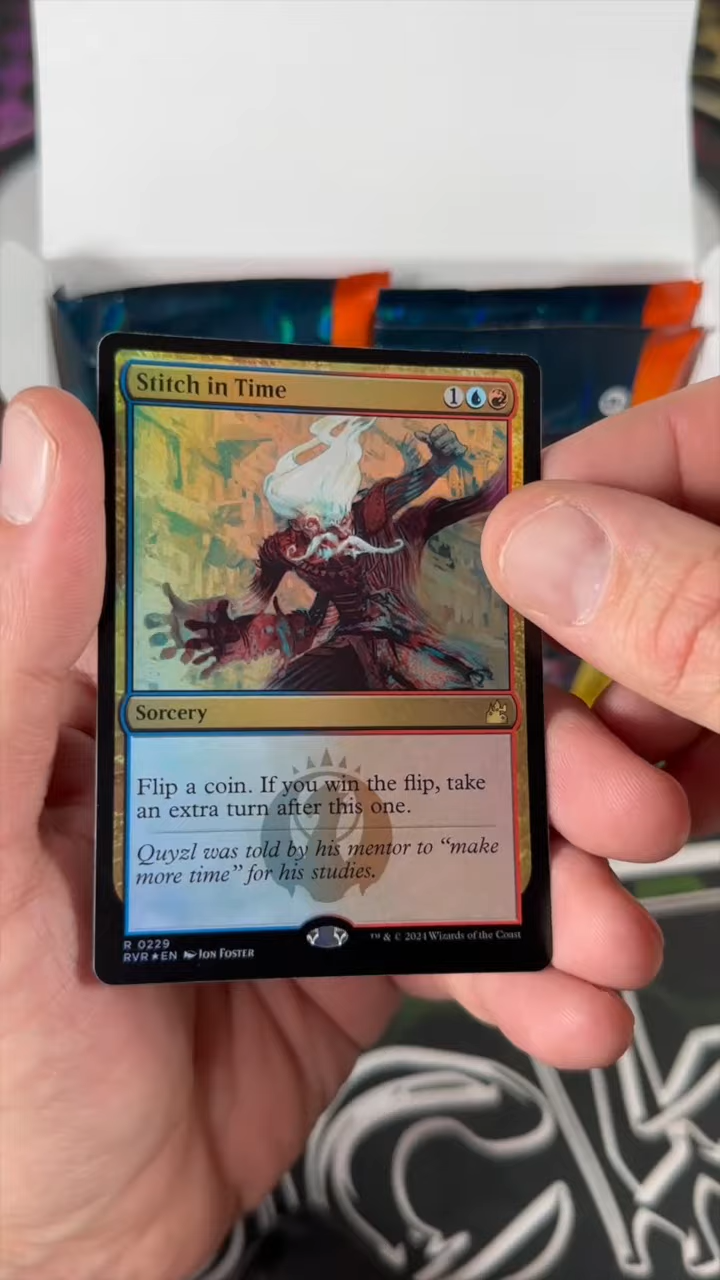 Stitch in Time
1
Sorcery
Flip a coin. If you win the flip, take
an extra turn after this one.
Quyzl was told by his mentor to “make
more time” for his studies.
R 0229
RVR★EN Jon Foster
™ & © 2024 Wizards of the Coast